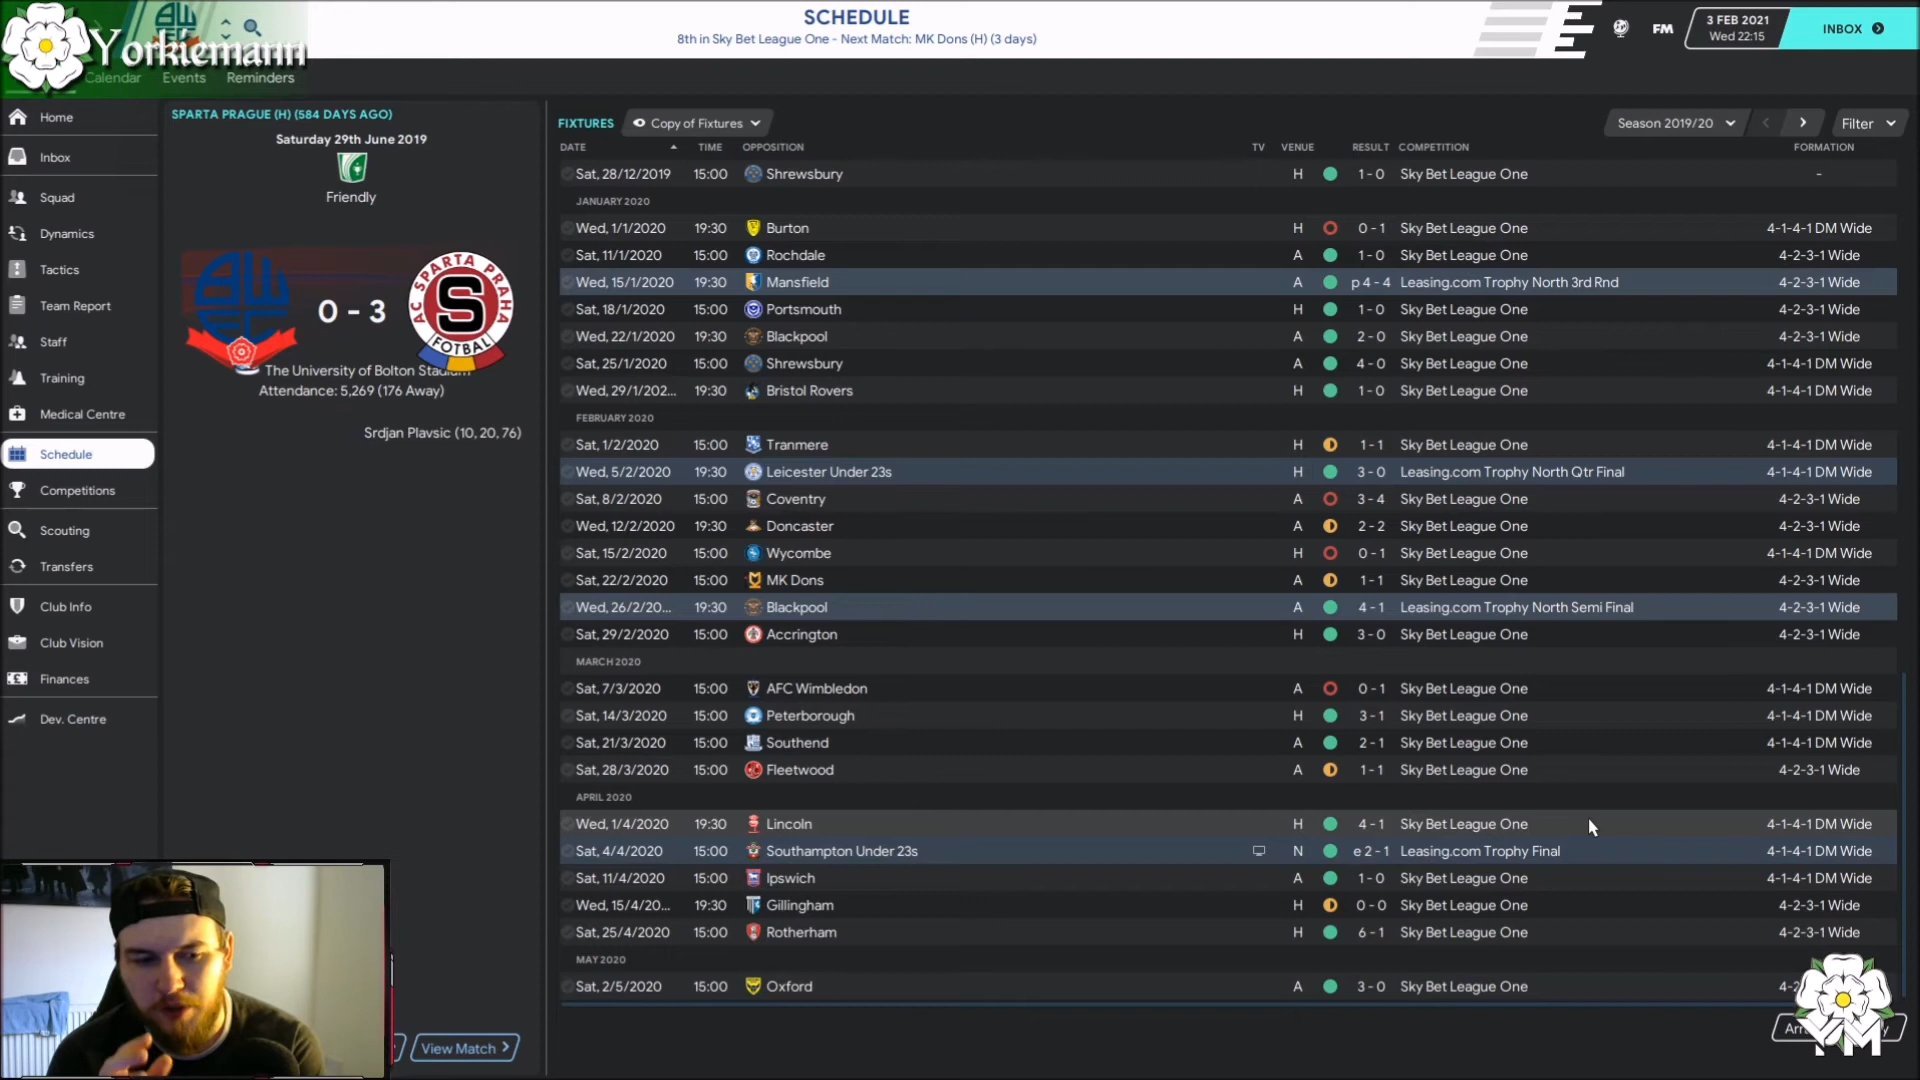 SCHEDULE
8th in Sky Bet League One - Next Match: MK Dons (H) (3 days)
FM
3 FEB 2021
Wed 22:15
INBOX
Yorkiemann
Calendar Events Reminders
Home
Inbox
Squad
Dynamics
Tactics
Team Report
Staff
Training
Medical Centre
Schedule
Competitions
Scouting
Transfers
Club Info
Club Vision
Finances
Dev. Centre
SPARTA PRAGUE (H) (584 DAYS AGO)
Saturday 29th June 2019
Friendly
0 - 3
AC SPARTA PRAHA
S
FOTBAL
The University of Bolton Stadium
Attendance: 5,269 (176 Away)
Srdjan Plavsic (10, 20, 76)
View Match
FIXTURES Copy of Fixtures Season 2019/20 Filter
DATE TIME OPPOSITION TV VENUE RESULT COMPETITION FORMATION
Sat, 28/12/2019 15:00 Shrewsbury H 1 - 0 Sky Bet League One -
JANUARY 2020
Wed, 1/1/2020 19:30 Burton H 0 - 1 Sky Bet League One 4-1-4-1 DM Wide
Sat, 11/1/2020 15:00 Rochdale A 1 - 0 Sky Bet League One 4-2-3-1 Wide
Wed, 15/1/2020 19:30 Mansfield A p 4 - 4 Leasing.com Trophy North 3rd Rnd 4-2-3-1 Wide
Sat, 18/1/2020 15:00 Portsmouth H 1 - 0 Sky Bet League One 4-2-3-1 Wide
Wed, 22/1/2020 19:30 Blackpool A 2 - 0 Sky Bet League One 4-2-3-1 Wide
Sat, 25/1/2020 15:00 Shrewsbury A 4 - 0 Sky Bet League One 4-1-4-1 DM Wide
Wed, 29/1/202... 19:30 Bristol Rovers H 1 - 0 Sky Bet League One 4-1-4-1 DM Wide
FEBRUARY 2020
Sat, 1/2/2020 15:00 Tranmere H 1 - 1 Sky Bet League One 4-1-4-1 DM Wide
Wed, 5/2/2020 19:30 Leicester Under 23s H 3 - 0 Leasing.com Trophy North Qtr Final 4-1-4-1 DM Wide
Sat, 8/2/2020 15:00 Coventry A 3 - 4 Sky Bet League One 4-2-3-1 Wide
Wed, 12/2/2020 19:30 Doncaster A 2 - 2 Sky Bet League One 4-2-3-1 Wide
Sat, 15/2/2020 15:00 Wycombe H 0 - 1 Sky Bet League One 4-1-4-1 DM Wide
Sat, 22/2/2020 15:00 MK Dons A 1 - 1 Sky Bet League One 4-2-3-1 Wide
Wed, 26/2/20... 19:30 Blackpool A 4 - 1 Leasing.com Trophy North Semi Final 4-2-3-1 Wide
Sat, 29/2/2020 15:00 Accrington H 3 - 0 Sky Bet League One 4-2-3-1 Wide
MARCH 2020
Sat, 7/3/2020 15:00 AFC Wimbledon A 0 - 1 Sky Bet League One 4-1-4-1 DM Wide
Sat, 14/3/2020 15:00 Peterborough H 3 - 1 Sky Bet League One 4-1-4-1 DM Wide
Sat, 21/3/2020 15:00 Southend A 2 - 1 Sky Bet League One 4-1-4-1 DM Wide
Sat, 28/3/2020 15:00 Fleetwood A 1 - 1 Sky Bet League One 4-2-3-1 Wide
APRIL 2020
Wed, 1/4/2020 19:30 Lincoln H 4 - 1 Sky Bet League One 4-1-4-1 DM Wide
Sat, 4/4/2020 15:00 Southampton Under 23s N e 2 - 1 Leasing.com Trophy Final 4-1-4-1 DM Wide
Sat, 11/4/2020 15:00 Ipswich A 1 - 0 Sky Bet League One 4-1-4-1 DM Wide
Wed, 15/4/20... 19:30 Gillingham H 0 - 0 Sky Bet League One 4-2-3-1 Wide
Sat, 25/4/2020 15:00 Rotherham H 6 - 1 Sky Bet League One 4-2-3-1 Wide
MAY 2020
Sat, 2/5/2020 15:00 Oxford A 3 - 0 Sky Bet League One
YM